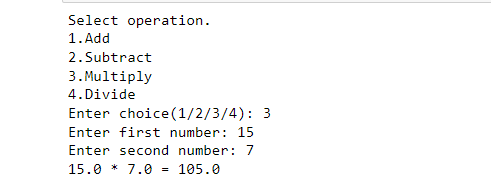 Select operation.
1.Add
2.Subtract
3.Multiply
4.Divide
Enter choice(1/2/3/4): 3
Enter first number: 15
Enter second number: 7
15.0 * 7.0 = 105.0